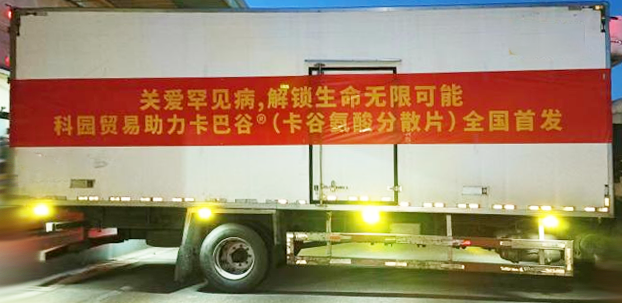 关爱罕见病,解锁生命无限可能
科园贸易助力卡巴谷®(卡谷氨酸分散片)全国首发